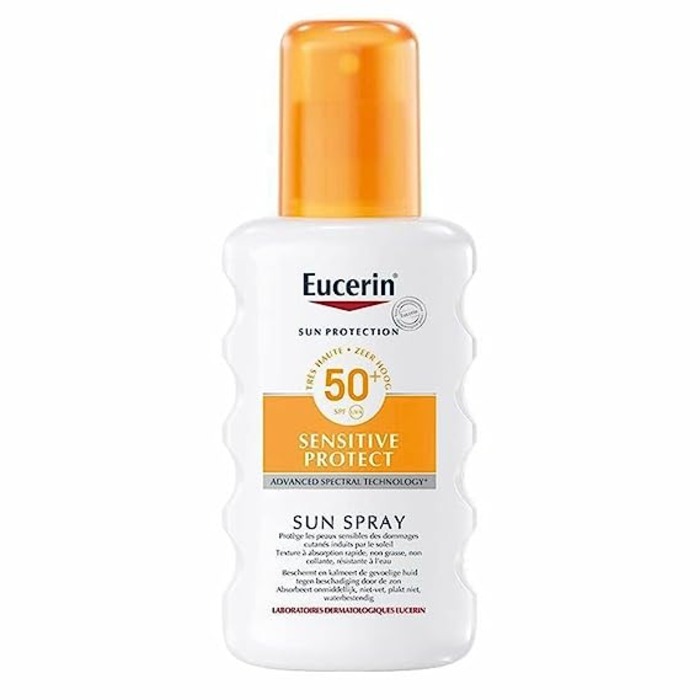 Eucerin®
SUN PROTECTION
Eucerin
TRÈS HAUTE • ZEER HOOG
50+
SPF UVA
SENSITIVE
PROTECT
ADVANCED SPECTRAL TECHNOLOGY*
SUN SPRAY
Protège les peaux sensibles des dommages
cutanés induits par le soleil
Texture à absorption rapide, non grasse, non
collante, résistante à l'eau
Beschermt en kalmeert de gevoelige huid
tegen beschadiging door de zon
Absorbeert onmiddellijk, niet-vet, plakt niet,
waterbestendig
LABORATOIRES DERMATOLOGIQUES EUCERIN